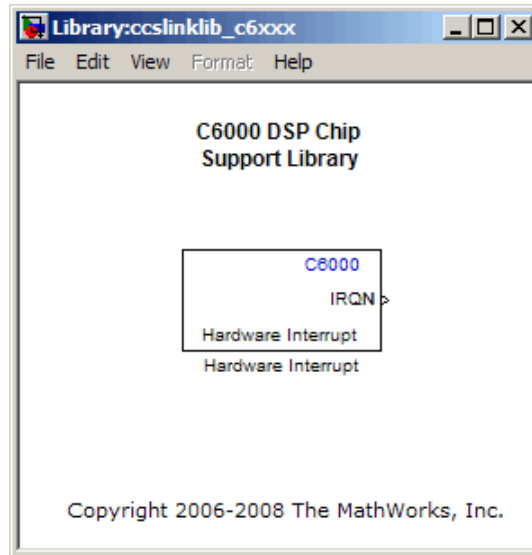 Library:ccslinklib_c6xxx
File Edit View Format Help
C6000 DSP Chip
Support Library
C6000
IRQN
Hardware Interrupt
Hardware Interrupt
Copyright 2006-2008 The MathWorks, Inc.